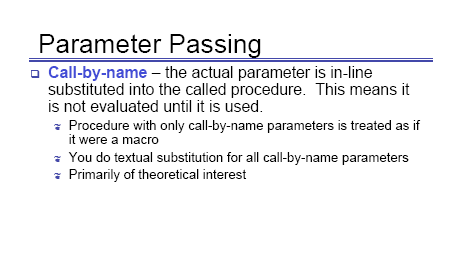 Parameter Passing
Call-by-name – the actual parameter is in-line
substituted into the called procedure.  This means it
is not evaluated until it is used.
Procedure with only call-by-name parameters is treated as if
it were a macro
You do textual substitution for all call-by-name parameters
Primarily of theoretical interest